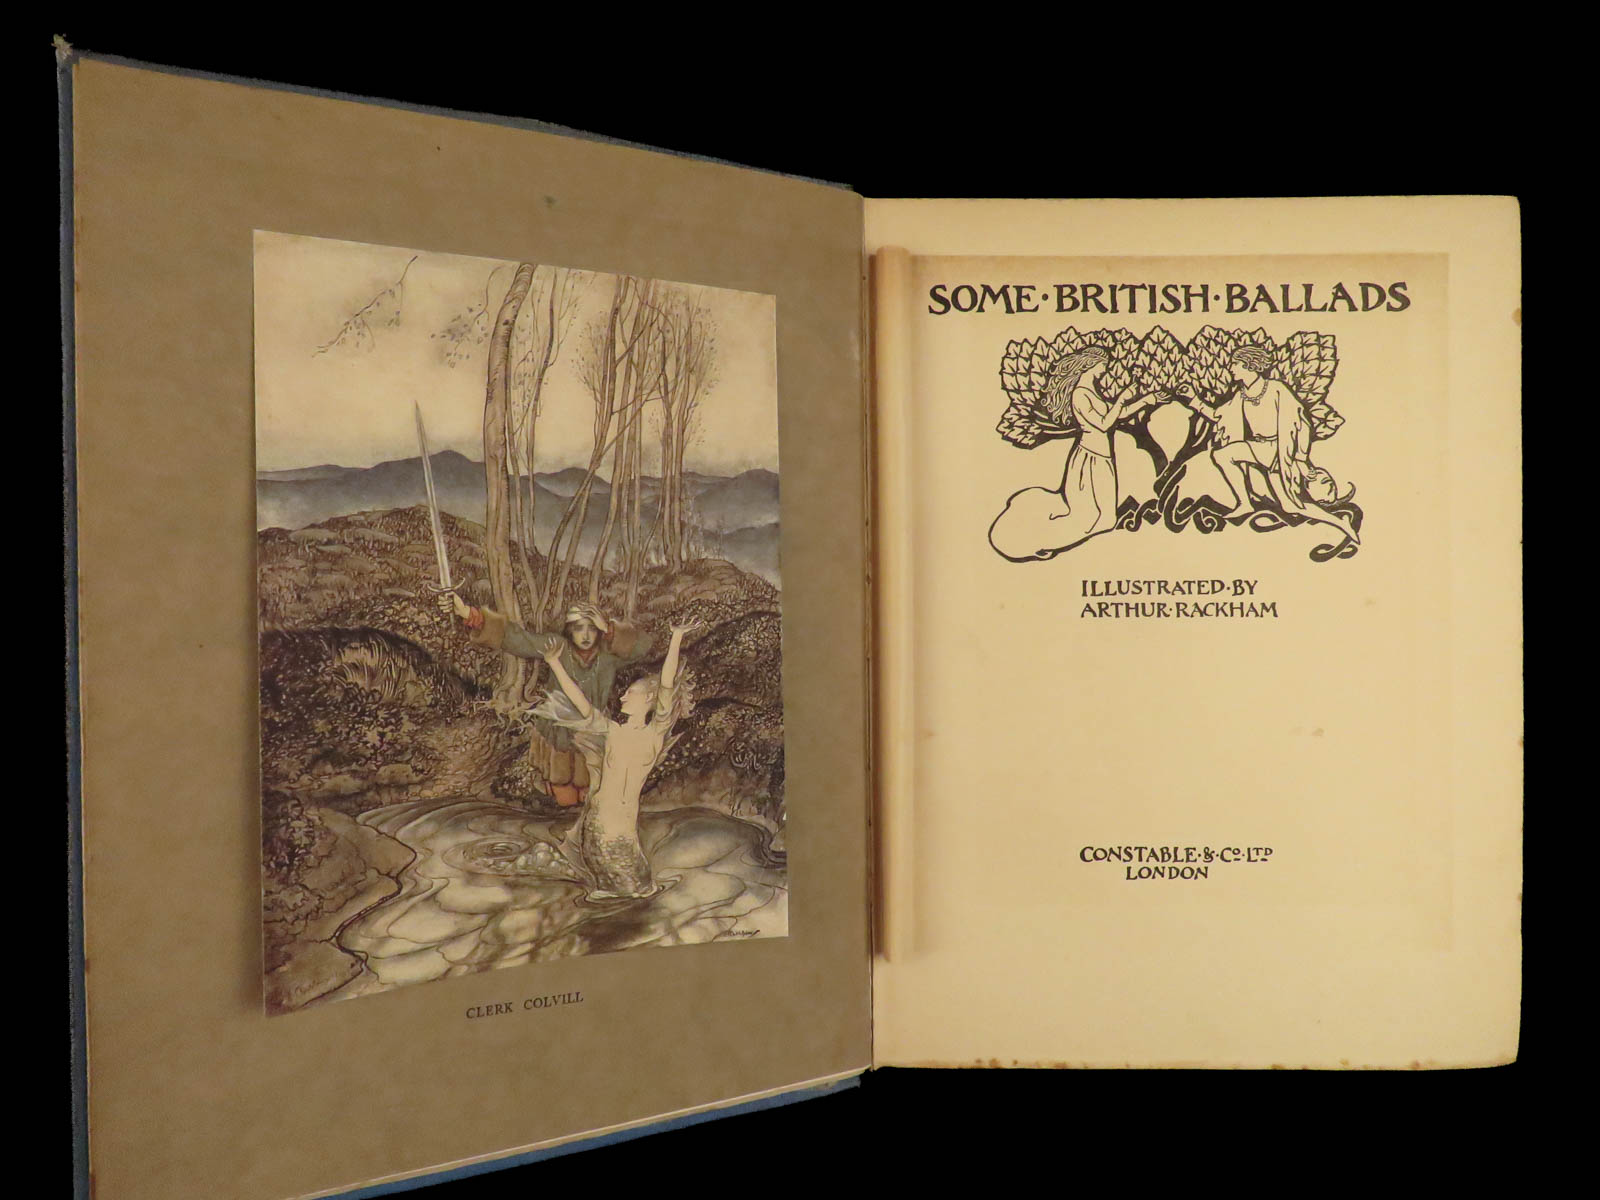 CLERK COLVILL
SOME·BRITISH·BALLADS
ILLUSTRATED·BY
ARTHUR·RACKHAM
CONSTABLE·&·Co·LTD
LONDON